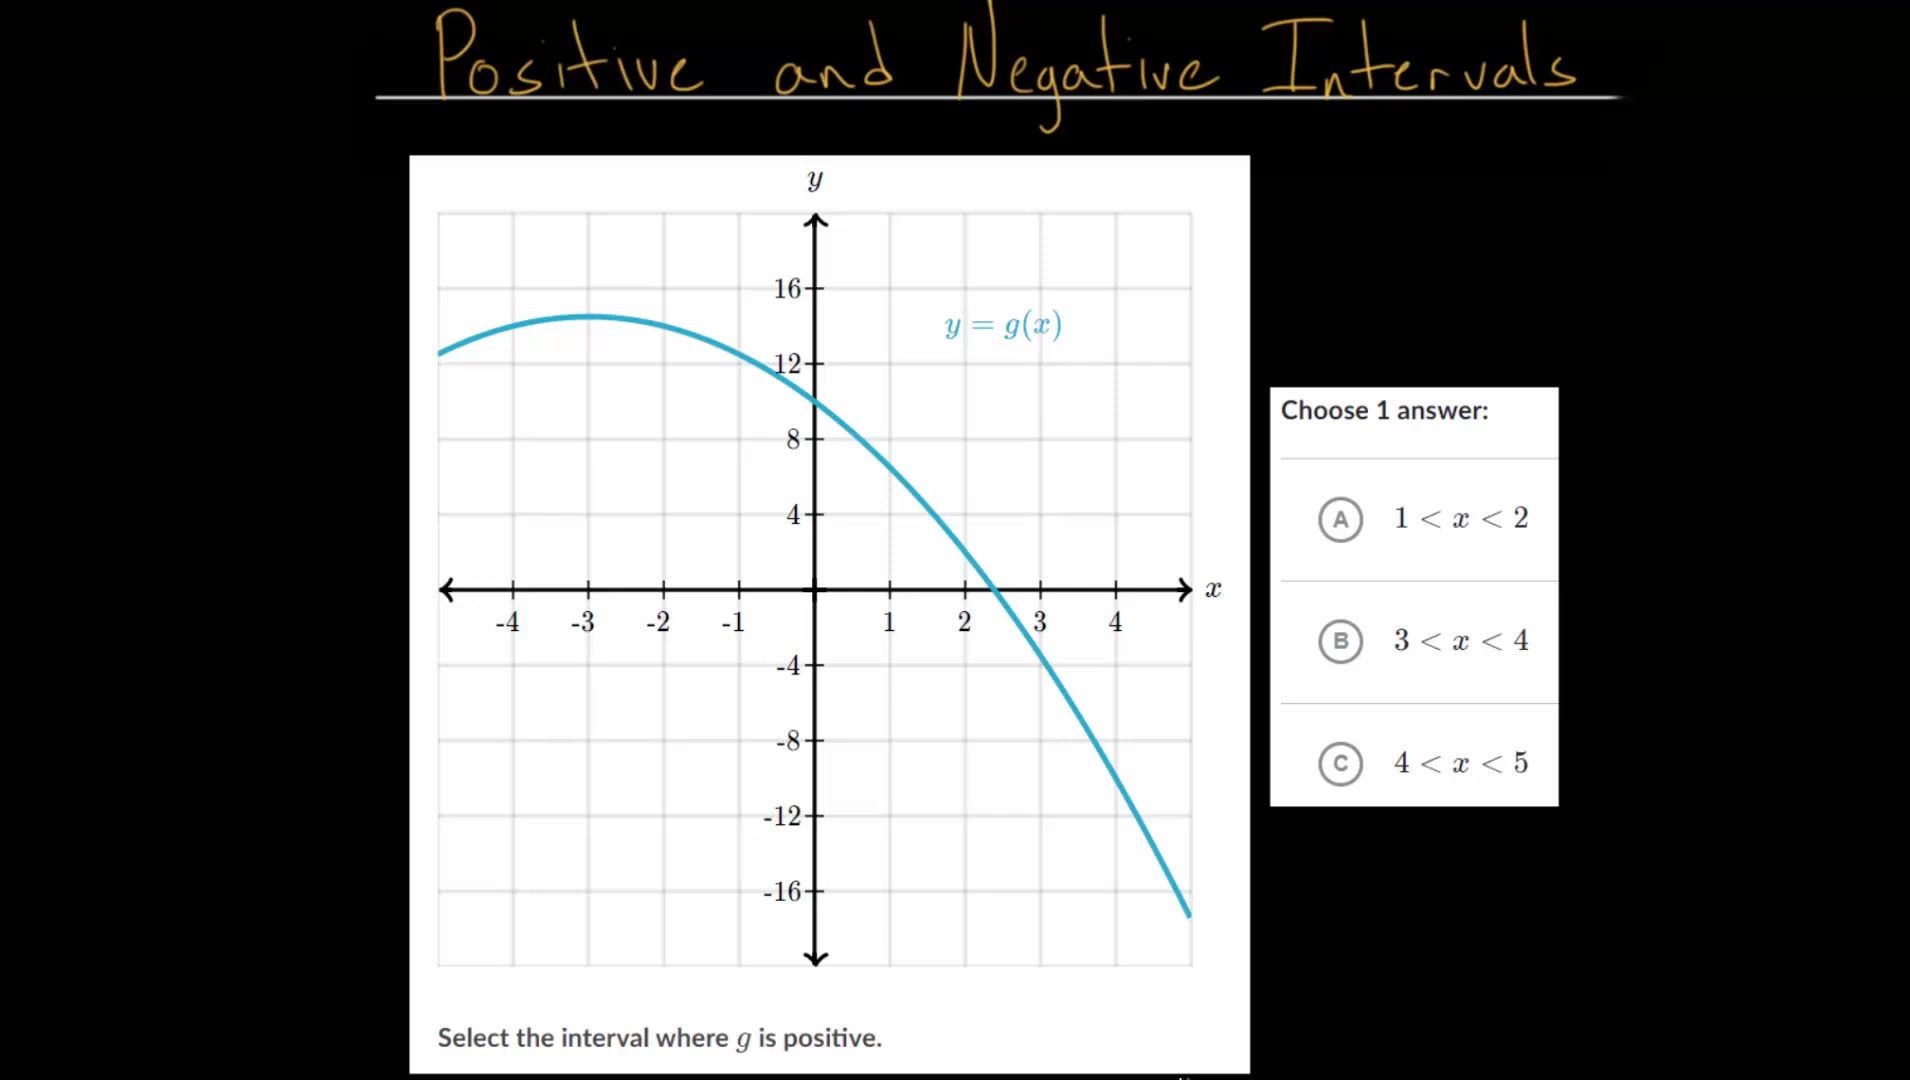 Positive and Negative Intervals
y
16
y = g(x)
12
8
4
x
-4 -3 -2 -1 1 2 3 4
-4
-8
-12
-16
Select the interval where g is positive.
Choose 1 answer:
A 1 < x < 2
B 3 < x < 4
C 4 < x < 5